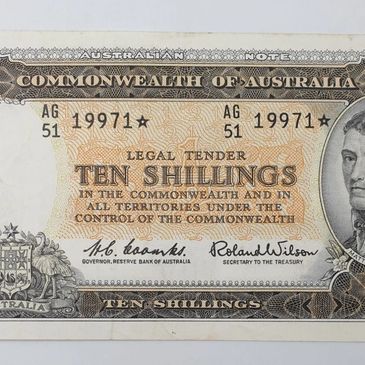 AUSTRALIAN NOTE
COMMONWEALTH OF AUSTRALIA
AG 51 19971★ AG 51 19971★
LEGAL TENDER
TEN SHILLINGS
IN THE COMMONWEALTH AND IN
ALL TERRITORIES UNDER THE
CONTROL OF THE COMMONWEALTH
H.C. Coombs. Roland Wilson
GOVERNOR, RESERVE BANK OF AUSTRALIA SECRETARY TO THE TREASURY
TRALIA
TEN SHILLINGS